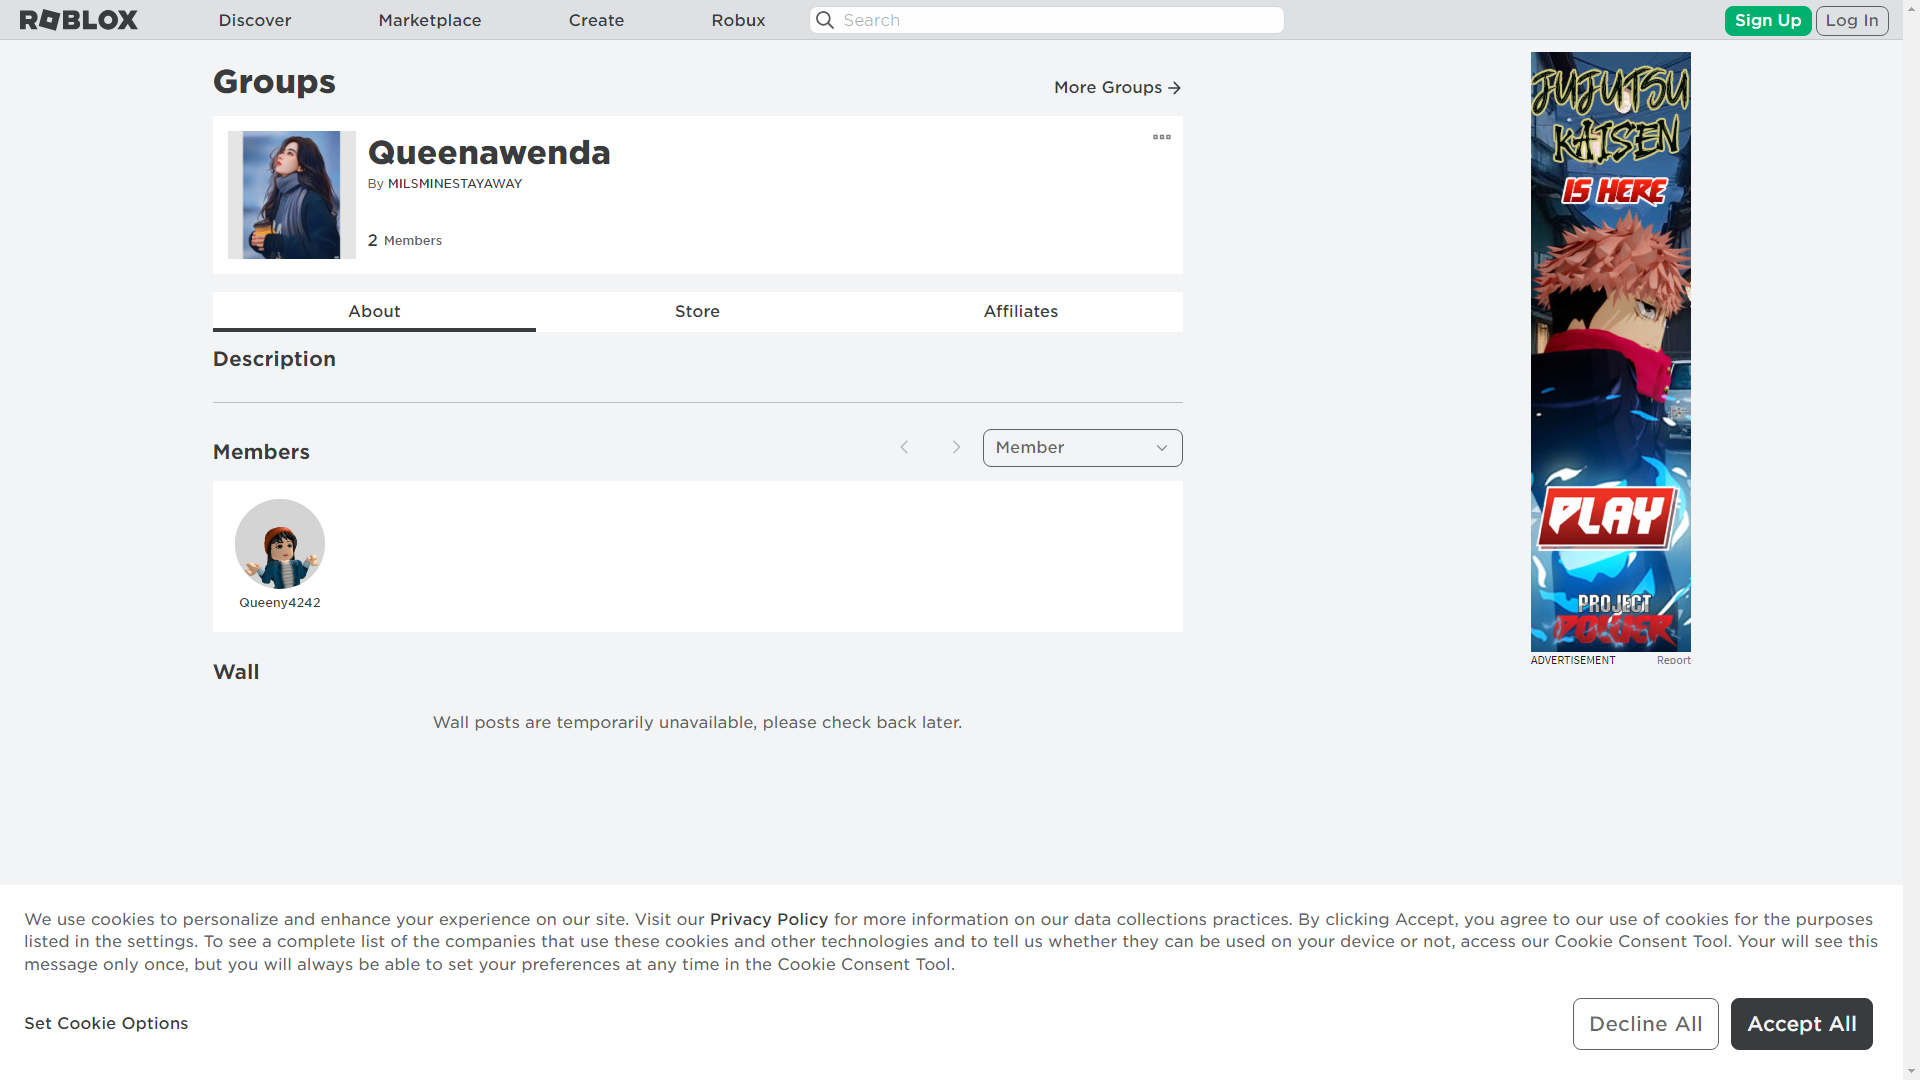 ROBLOX
Discover
Marketplace
Create
Robux
Search
Sign Up
Log In
Groups
More Groups
Queenawenda
By MILSMINESTAYAWAY
2 Members
About
Store
Affiliates
Description
Members
Member
Queeny4242
Wall
Wall posts are temporarily unavailable, please check back later.
JUJUTSU
KAISEN
IS HERE
PLAY
PROJECT
POWER
ADVERTISEMENT
Report
We use cookies to personalize and enhance your experience on our site. Visit our Privacy Policy for more information on our data collections practices. By clicking Accept, you agree to our use of cookies for the purposes
listed in the settings. To see a complete list of the companies that use these cookies and other technologies and to tell us whether they can be used on your device or not, access our Cookie Consent Tool. Your will see this
message only once, but you will always be able to set your preferences at any time in the Cookie Consent Tool.
Set Cookie Options
Decline All
Accept All